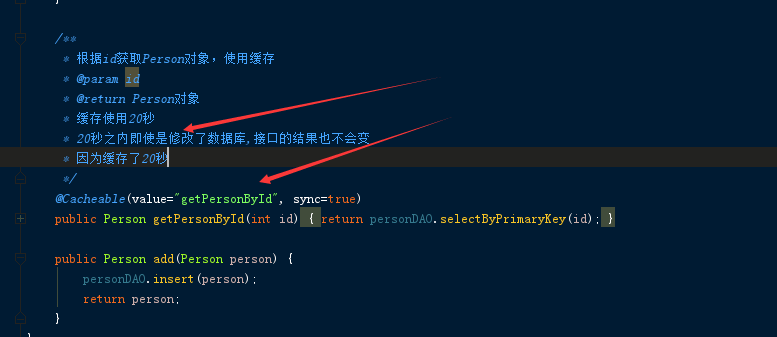 }
/**
* 根据id获取Person对象，使用缓存
* @param id
* @return Person对象
* 缓存使用20秒
* 20秒之内即使是修改了数据库,接口的结果也不会变
* 因为缓存了20秒
*/
@Cacheable(value="getPersonById", sync=true)
public Person getPersonById(int id) { return personDAO.selectByPrimaryKey(id); }
public Person add(Person person) {
personDAO.insert(person);
return person;
}
}